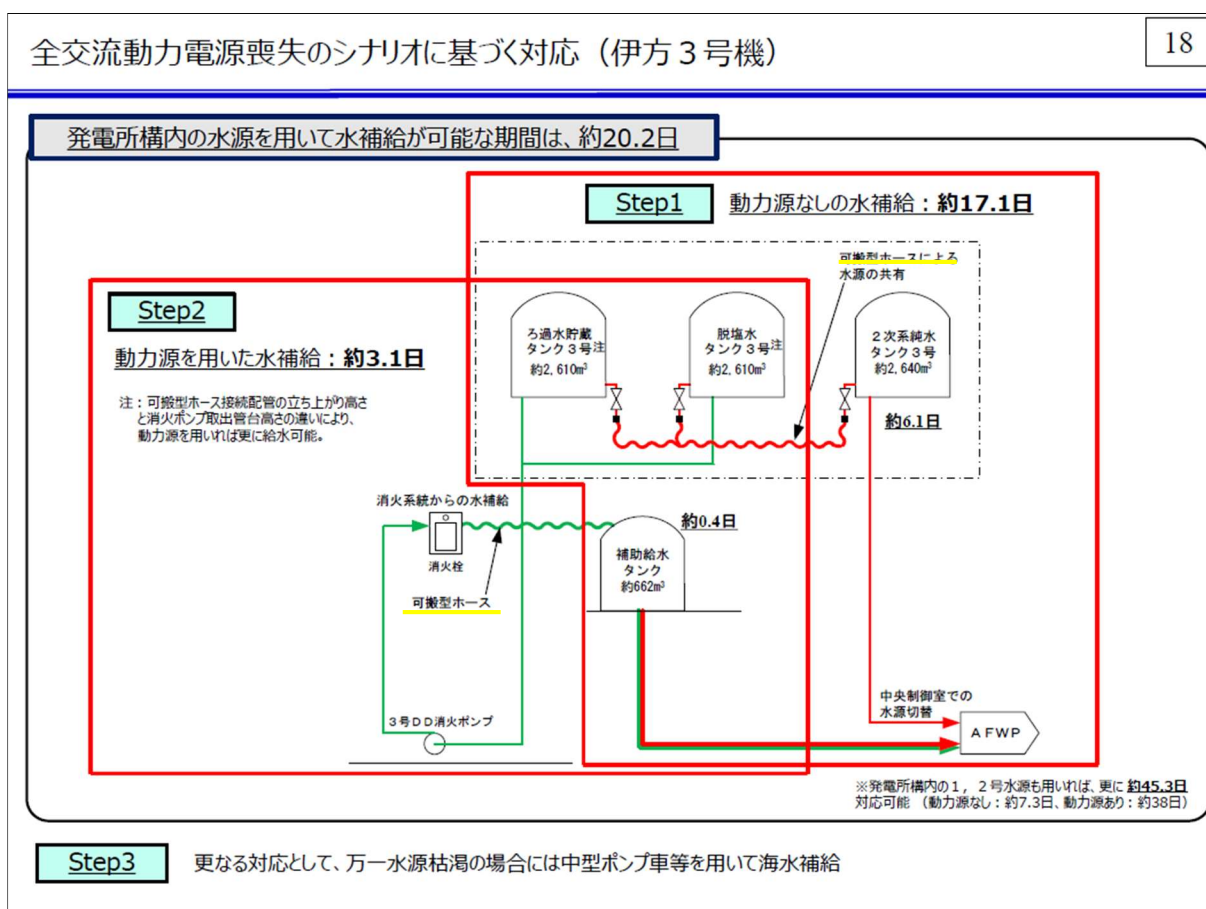 全交流動力電源喪失のシナリオに基づく対応（伊方３号機）
18
発電所構内の水源を用いて水補給が可能な期間は、約20.2日
Step1
動力源なしの水補給：約17.1日
可搬型ホースによる
水源の共有
Step2
動力源を用いた水補給：約3.1日
注：可搬型ホース接続配管の立ち上がり高さ
と消火ポンプ取出管台高さの違いにより、
動力源を用いれば更に給水可能。
ろ過水貯蔵
タンク３号注
約2,610m³
脱塩水
タンク３号注
約2,610m³
２次系純水
タンク３号
約2,640m³
約6.1日
消火系統からの水補給
消火栓
可搬型ホース
約0.4日
補助給水
タンク
約662m³
３号ＤＤ消火ポンプ
中央制御室での
水源切替
ＡＦＷＰ
※発電所構内の１，２号水源も用いれば、更に約45.3日
対応可能（動力源なし：約7.3日、動力源あり：約38日）
Step3
更なる対応として、万一水源枯渇の場合には中型ポンプ車等を用いて海水補給